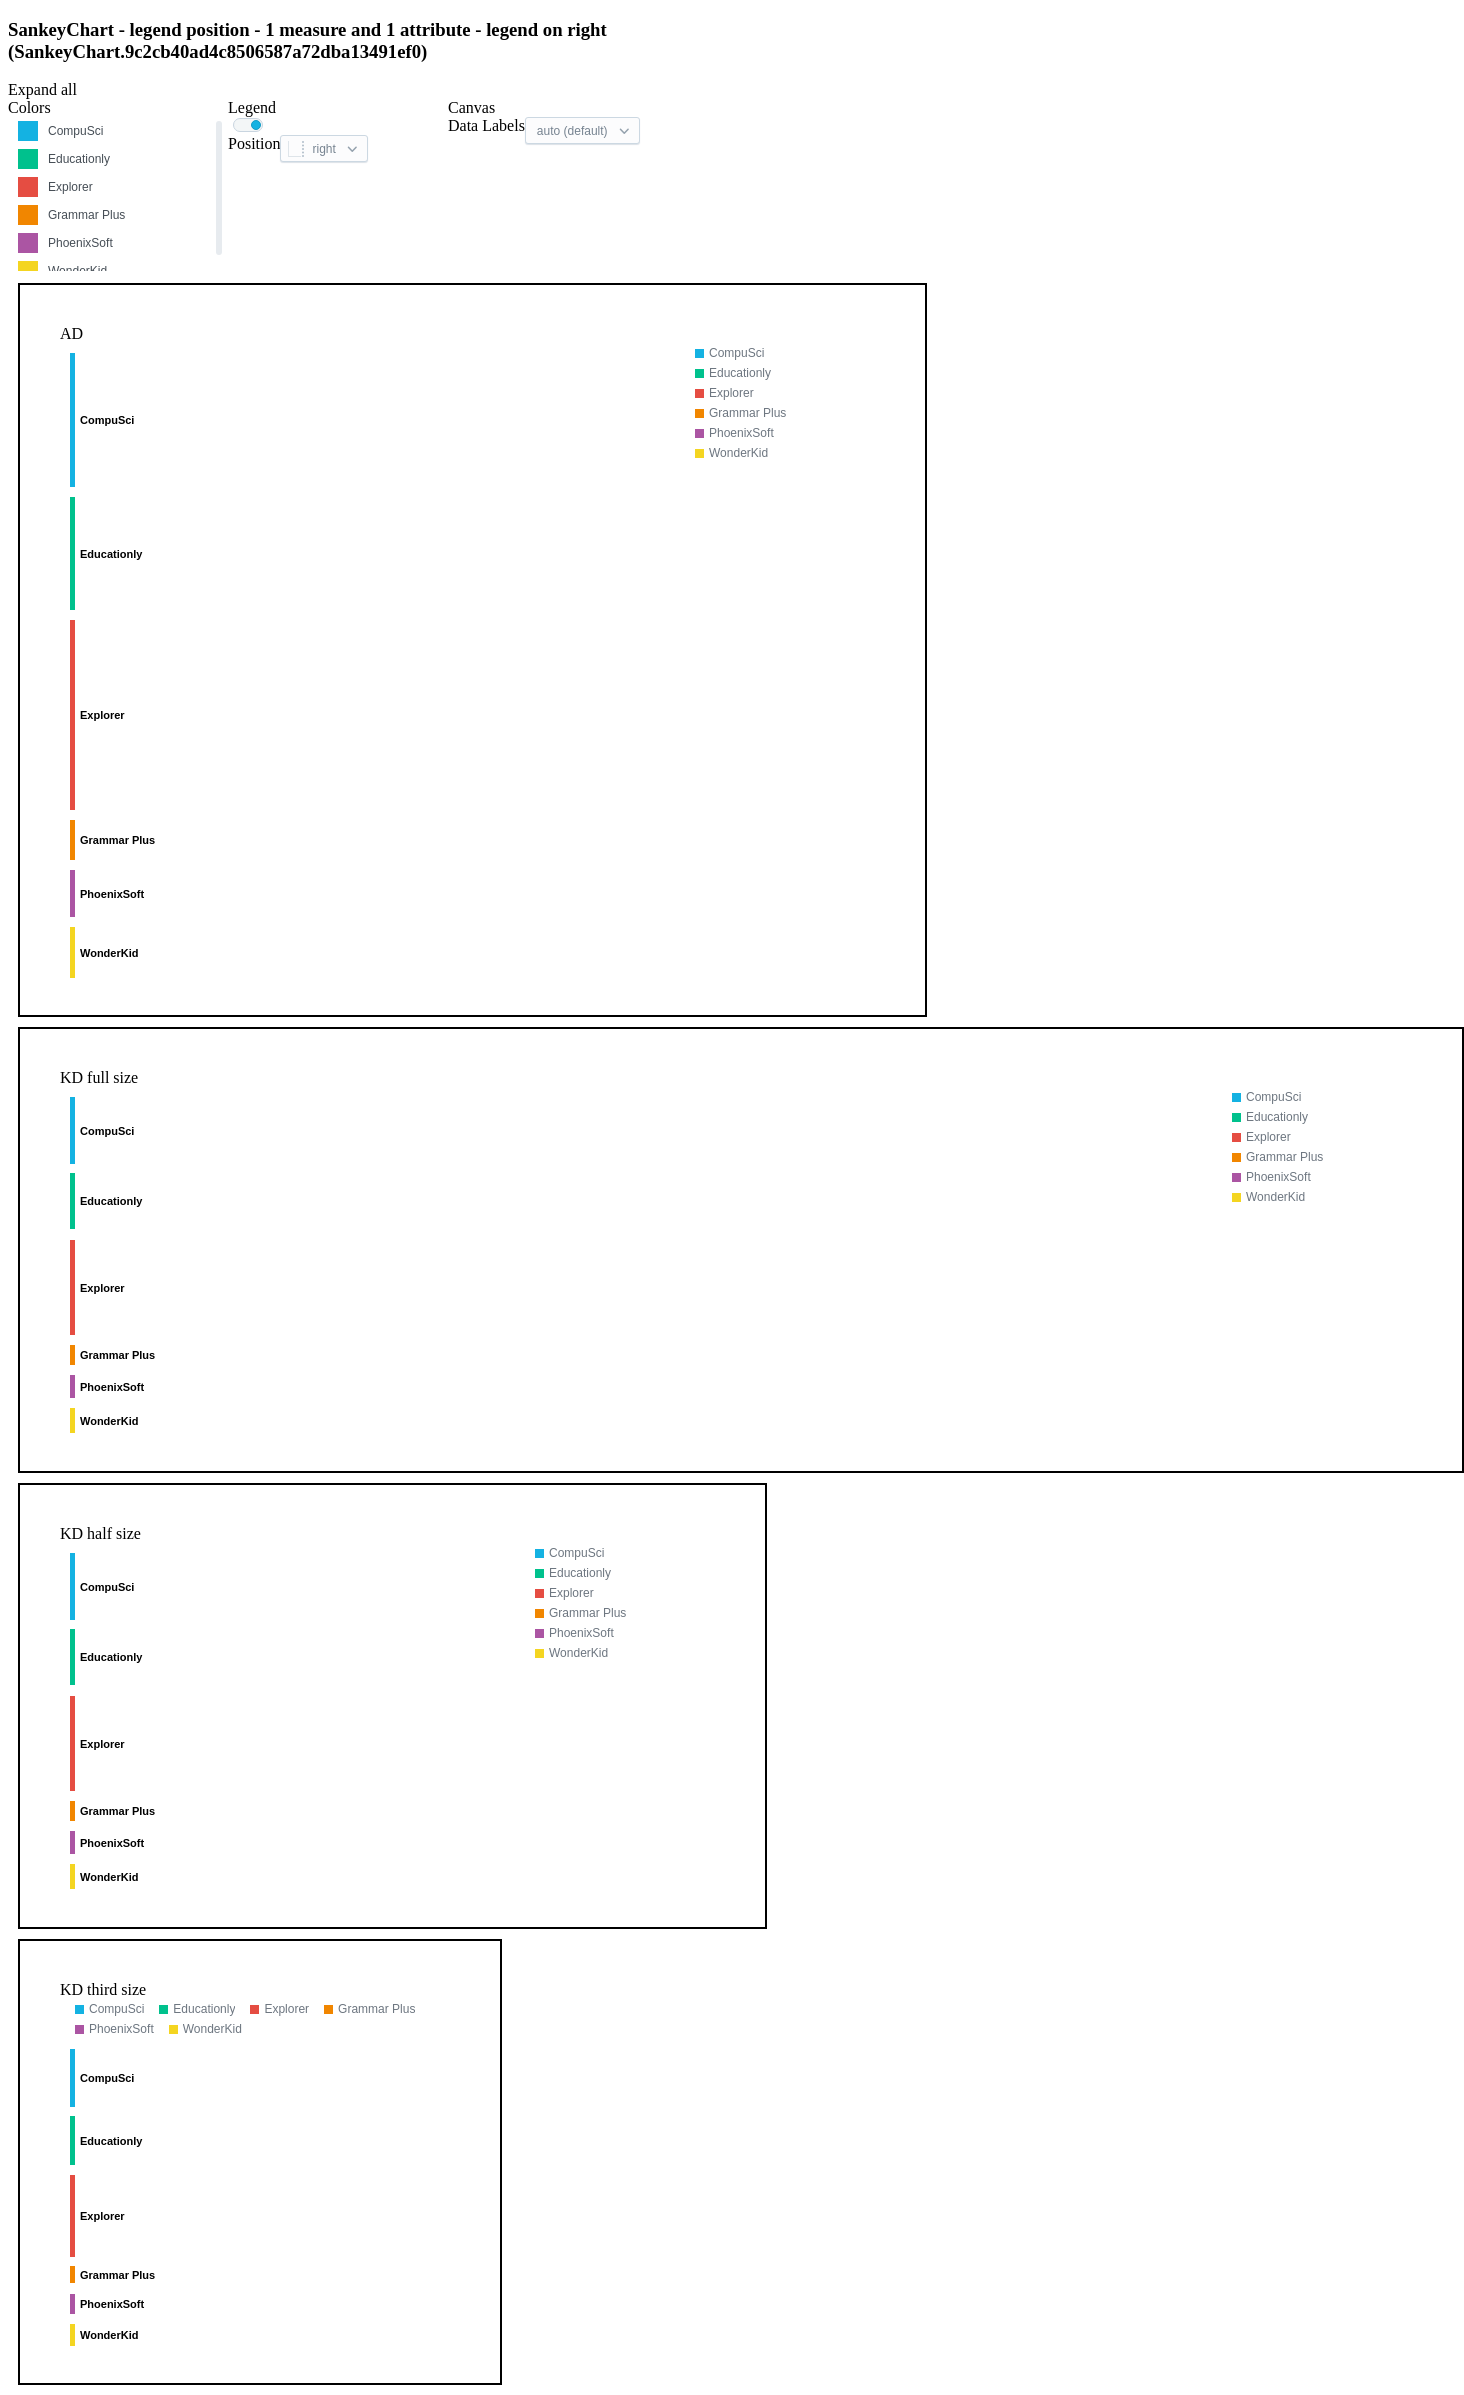 SankeyChart - legend position - 1 measure and 1 attribute - legend on right
(SankeyChart.9c2cb40ad4c8506587a72dba13491ef0)
Expand all
Colors
CompuSci
Educationly
Explorer
Grammar Plus
PhoenixSoft
WonderKid
Legend
Position right
Canvas
Data Labels auto (default)
AD
CompuSci
Educationly
Explorer
Grammar Plus
PhoenixSoft
WonderKid
CompuSci
Educationly
Explorer
Grammar Plus
PhoenixSoft
WonderKid
KD full size
CompuSci
Educationly
Explorer
Grammar Plus
PhoenixSoft
WonderKid
CompuSci
Educationly
Explorer
Grammar Plus
PhoenixSoft
WonderKid
KD half size
CompuSci
Educationly
Explorer
Grammar Plus
PhoenixSoft
WonderKid
CompuSci
Educationly
Explorer
Grammar Plus
PhoenixSoft
WonderKid
KD third size
CompuSci Educationly Explorer Grammar Plus
PhoenixSoft WonderKid
CompuSci
Educationly
Explorer
Grammar Plus
PhoenixSoft
WonderKid